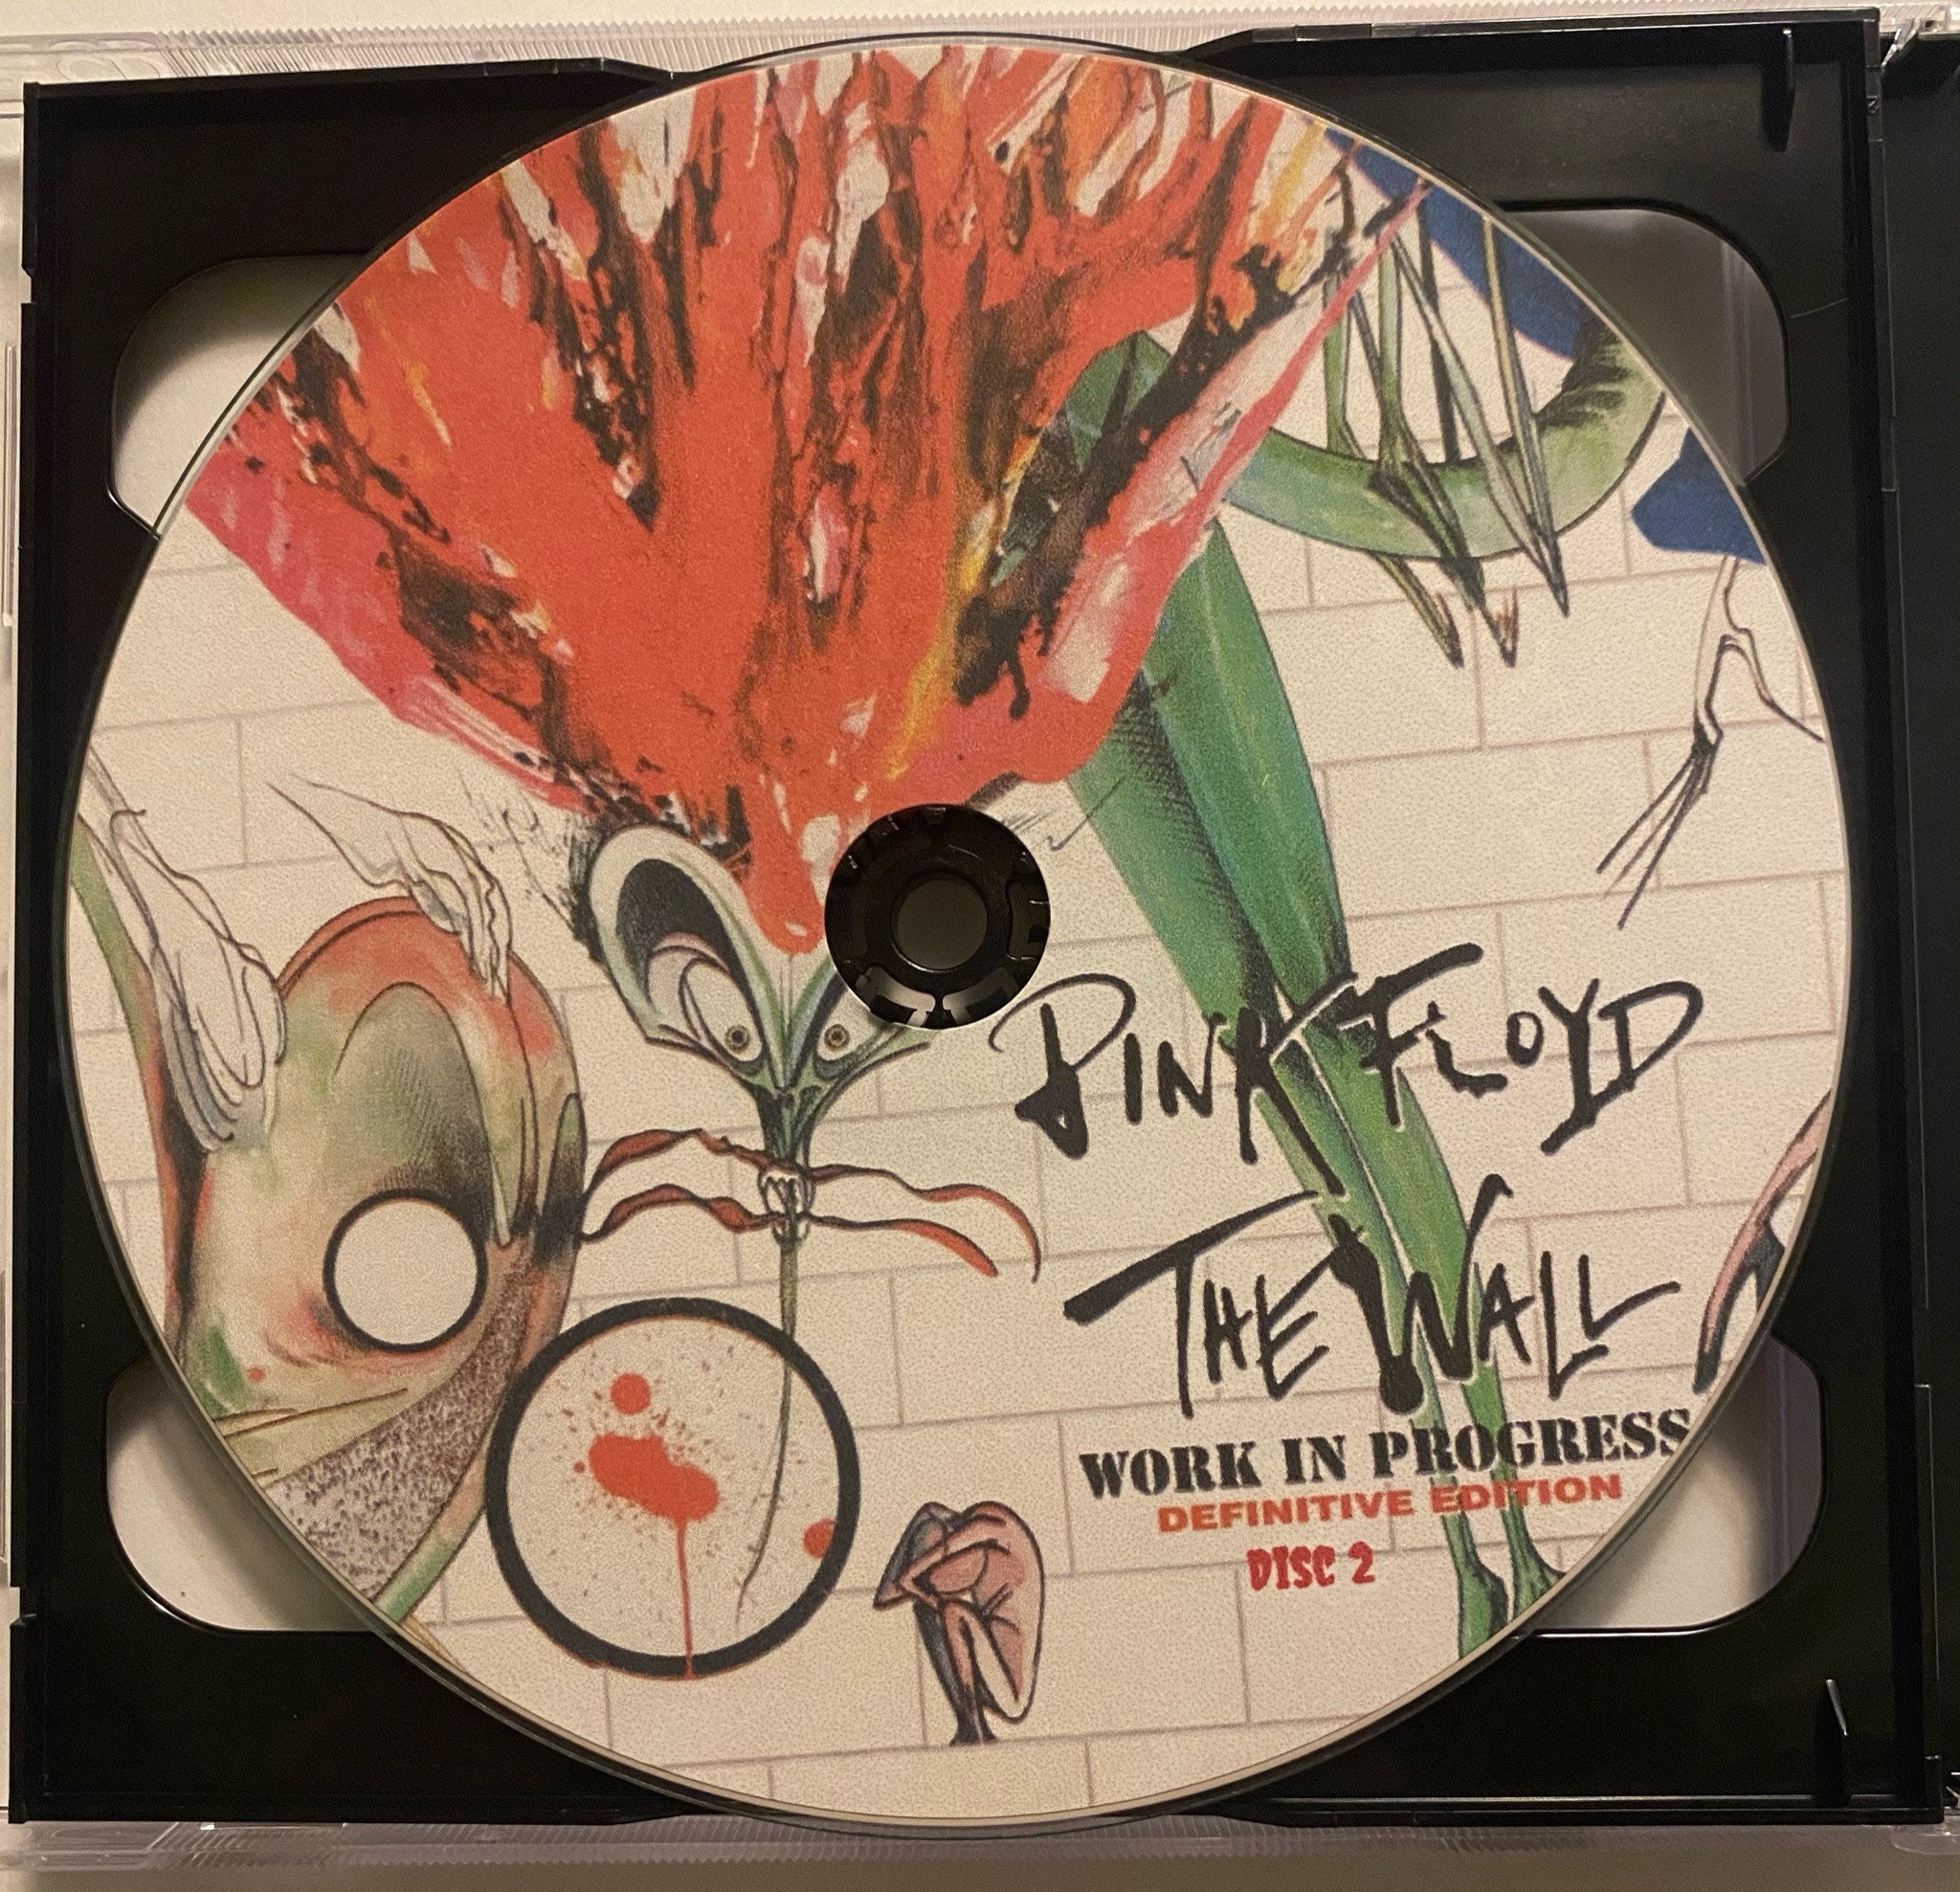 PINK FLOYD
THE WALL
WORK IN PROGRESS
DEFINITIVE EDITION
DISC 2